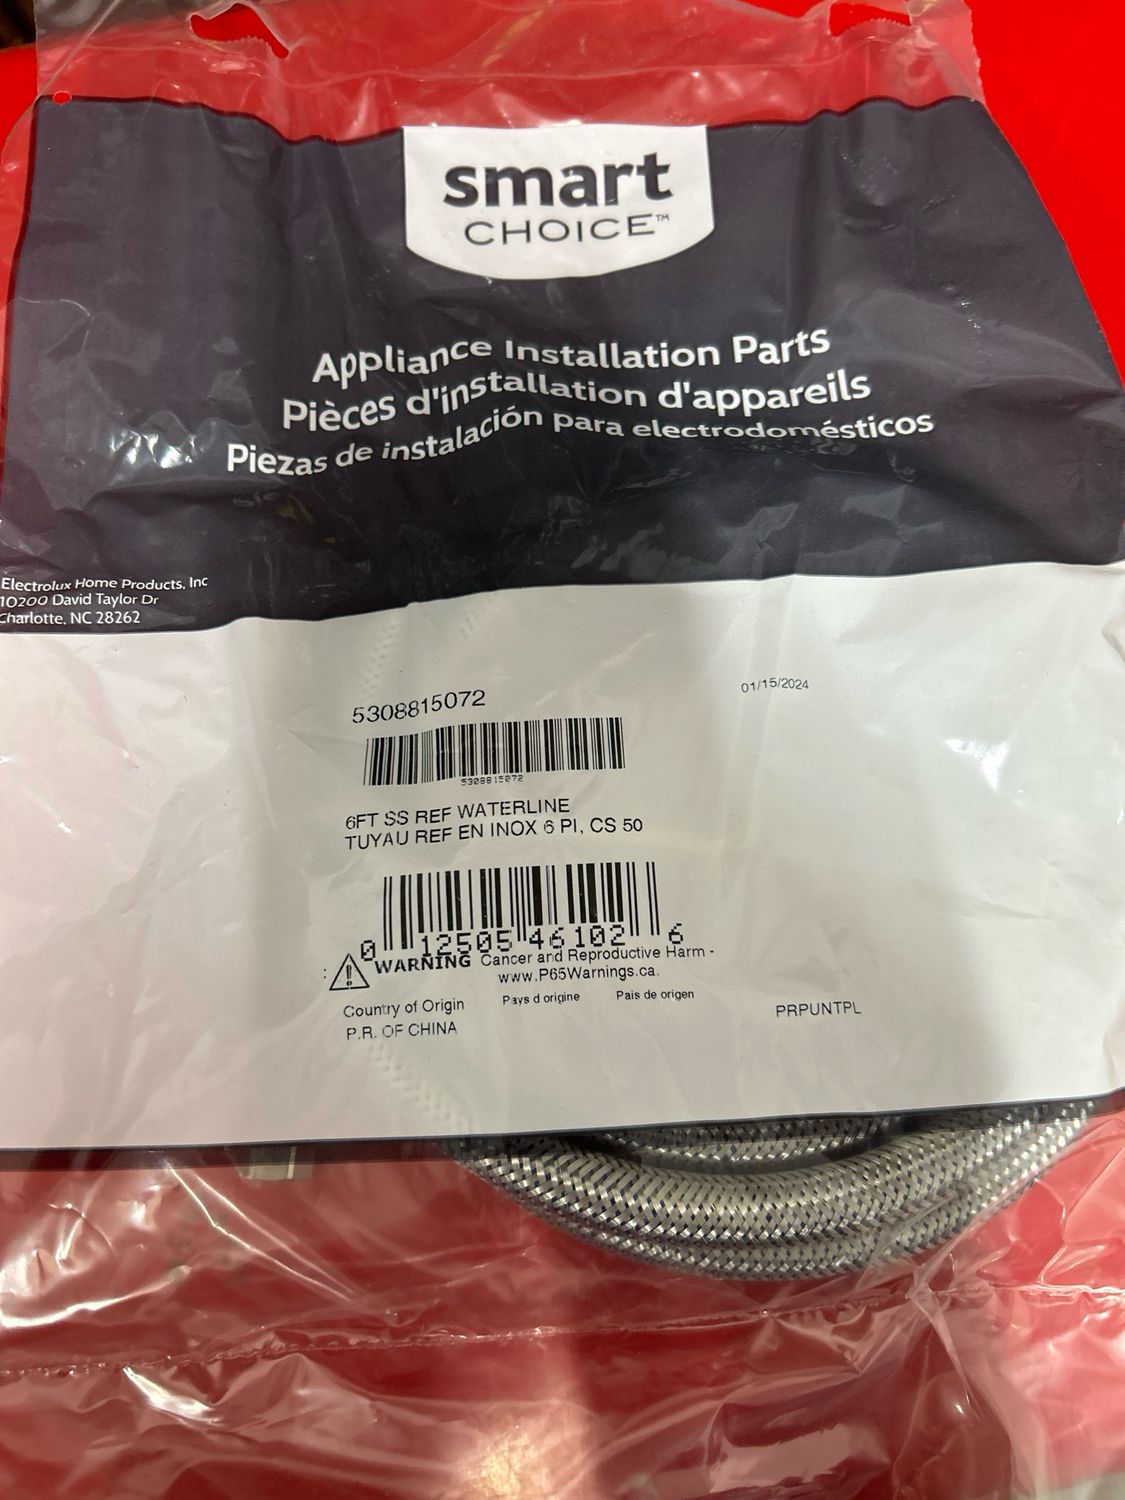 smart
CHOICE™
Appliance Installation Parts
Pièces d'installation d'appareils
Piezas de instalación para electrodomésticos
Electrolux Home Products, Inc
10200 David Taylor Dr
Charlotte, NC 28262
5308815072
01/15/2024
5308815072
6FT SS REF WATERLINE
TUYAU REF EN INOX 6 PI, CS 50
0 12505 46102 6
: WARNING Cancer and Reproductive Harm -
www.P65Warnings.ca.
Country of Origin Pays d origine Pais de origen
P.R. OF CHINA
PRPUNTPL